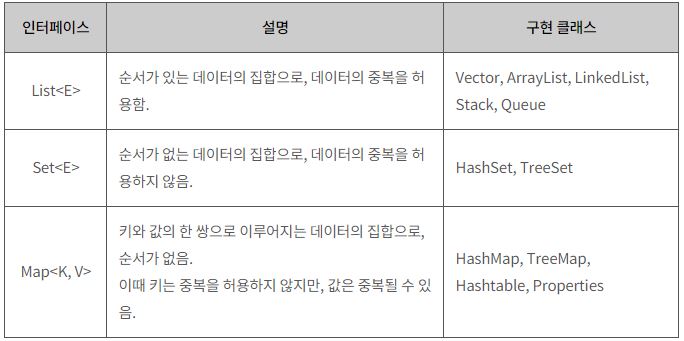 인터페이스 설명 구현 클래스
List<E>
순서가 있는 데이터의 집합으로, 데이터의 중복을 허
용함.
Vector, ArrayList, LinkedList,
Stack, Queue
Set<E>
순서가 없는 데이터의 집합으로, 데이터의 중복을 허
용하지 않음.
HashSet, TreeSet
Map<K, V>
키와 값의 한 쌍으로 이루어지는 데이터의 집합으로,
순서가 없음.
이때 키는 중복을 허용하지 않지만, 값은 중복될 수 있
음.
HashMap, TreeMap,
Hashtable, Properties